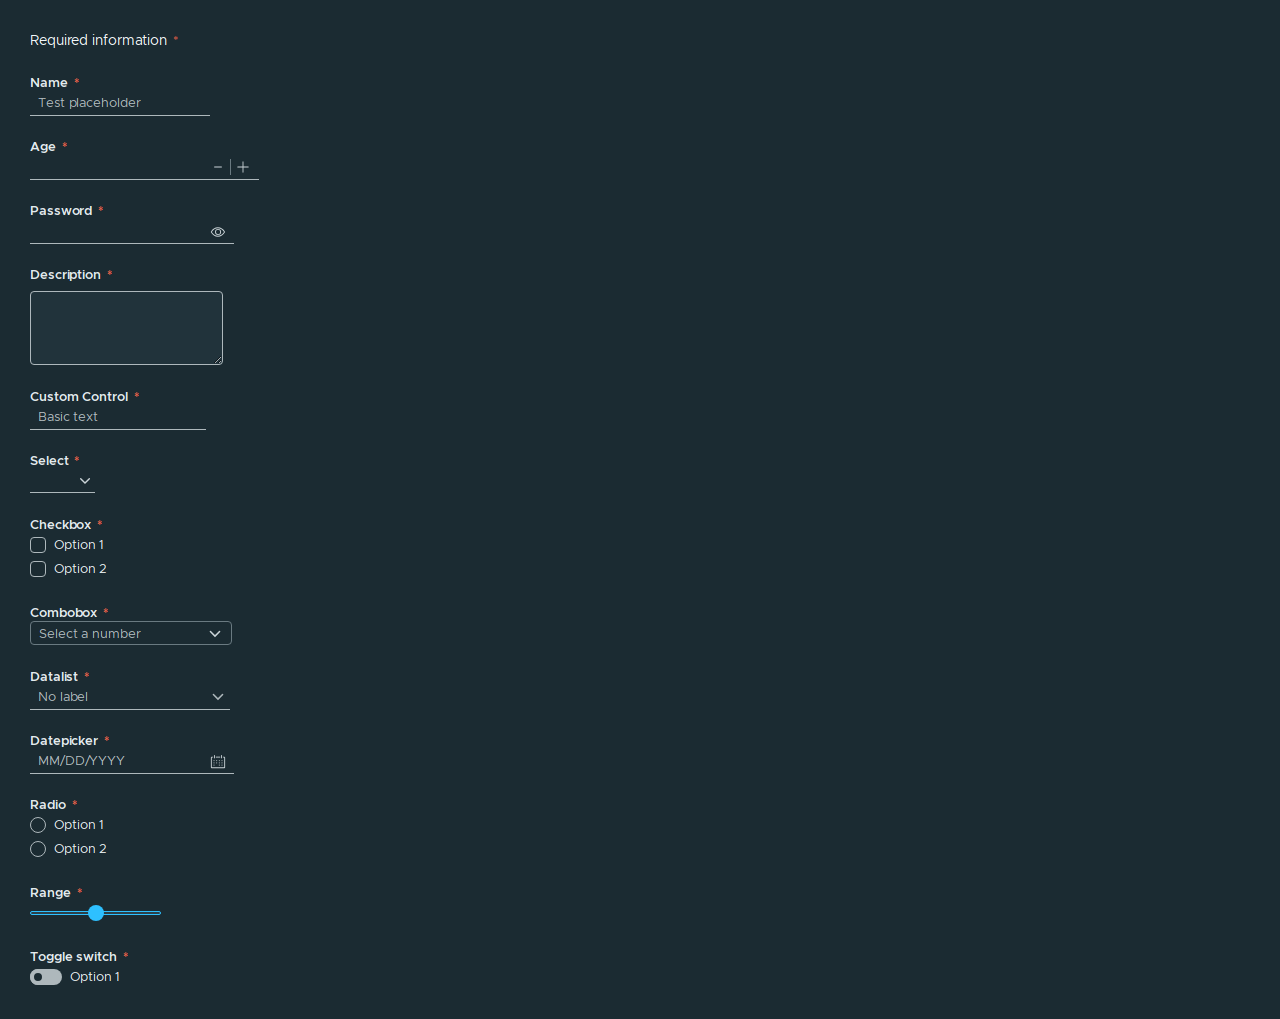 Required information *
Name *
Test placeholder
Age *
Password *
Description *
Custom Control *
Basic text
Select *
Checkbox *
Option 1
Option 2
Combobox *
Select a number
Datalist *
No label
Datepicker *
MM/DD/YYYY
Radio *
Option 1
Option 2
Range *
Toggle switch *
Option 1